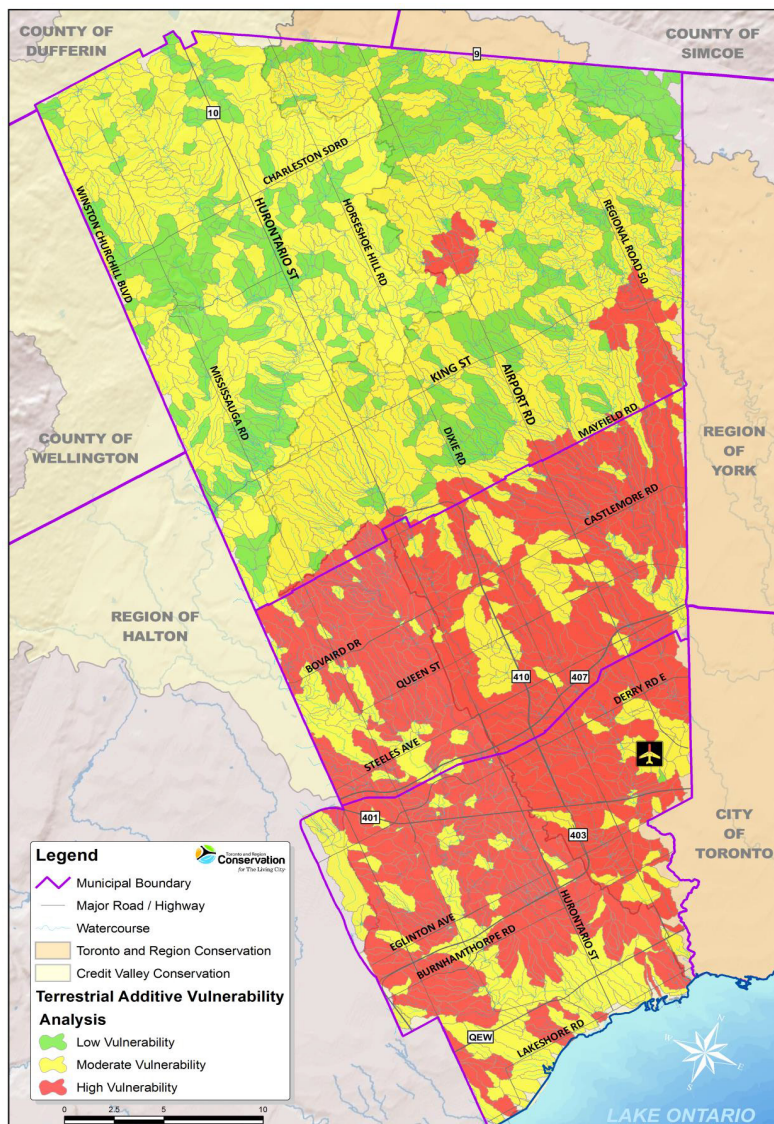 COUNTY OF
DUFFERIN
COUNTY OF
SIMCOE
9
10
CHARLESTON SDRD
WINSTON CHURCHILL BLVD
HURONTARIO ST
HORSESHOE HILL RD
REGIONAL ROAD 50
MISSISSAUGA RD
KING ST
AIRPORT RD
DIXIE RD
MAYFIELD RD
COUNTY OF
WELLINGTON
REGION
OF
YORK
CASTLEMORE RD
REGION OF
HALTON
BOVAIRD DR
QUEEN ST
410
407
DERRY RD E
STEELES AVE
401
403
CITY
OF
TORONTO
EGLINTON AVE
BURNHAMTHORPE RD
HURONTARIO ST
QEW
LAKESHORE RD
Legend
Toronto and Region
Conservation
for The Living City
Municipal Boundary
Major Road / Highway
Watercourse
Toronto and Region Conservation
Credit Valley Conservation
Terrestrial Additive Vulnerability
Analysis
Low Vulnerability
Moderate Vulnerability
High Vulnerability
0 2.5 5 10
N
W
E
S
LAKE ONTARIO